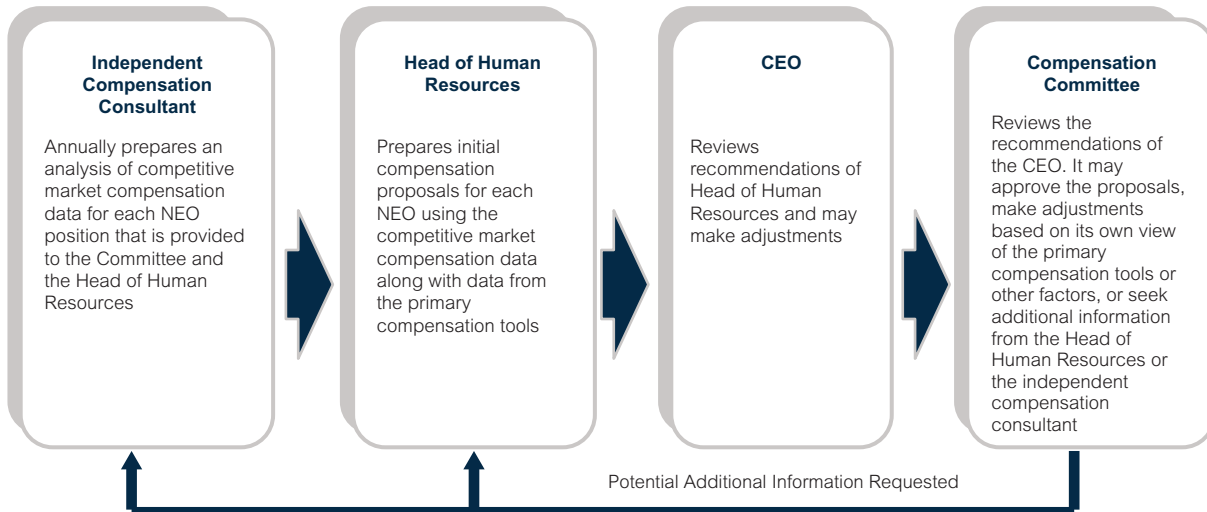 Independent
Compensation
Consultant
Annually prepares an
analysis of competitive
market compensation
data for each NEO
position that is provided
to the Committee and
the Head of Human
Resources
Head of Human
Resources
Prepares initial
compensation
proposals for each
NEO using the
competitive market
compensation data
along with data from
the primary
compensation tools
CEO
Reviews
recommendations of
Head of Human
Resources and may
make adjustments
Compensation
Committee
Reviews the
recommendations of
the CEO. It may
approve the proposals,
make adjustments
based on its own view
of the primary
compensation tools or
other factors, or seek
additional information
from the Head of
Human Resources or
the independent
compensation
consultant
Potential Additional Information Requested